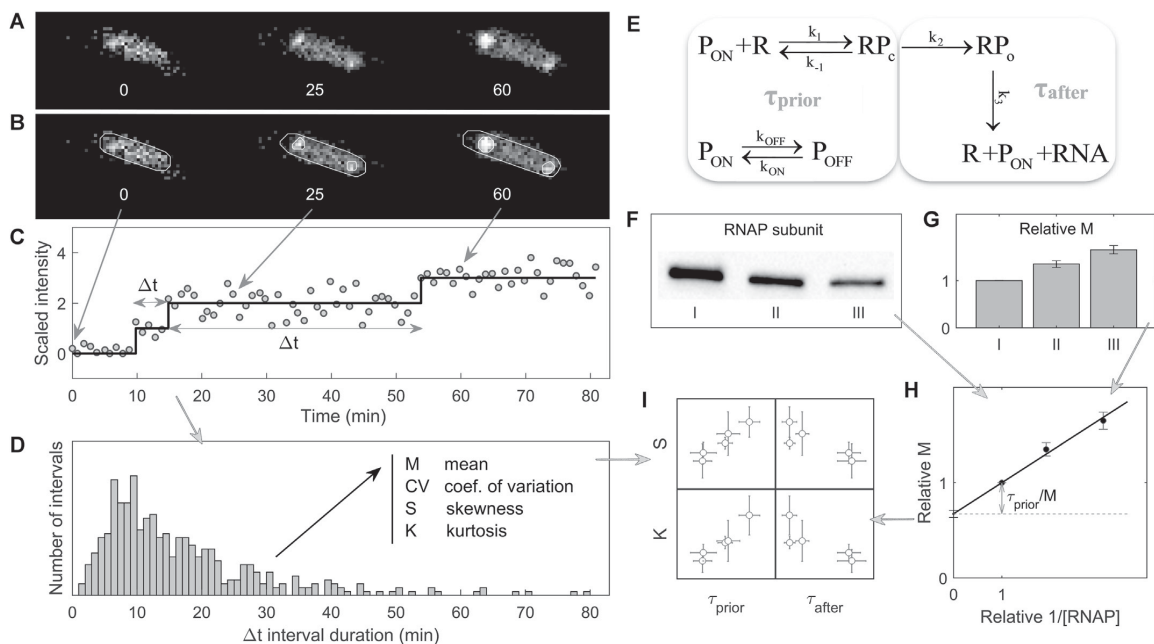 A
0 25 60
B
0 25 60
C
Scaled intensity
4
2
0
Δt
Δt
0 10 20 30 40 50 60 70 80
Time (min)
D
Number of intervals
M mean
CV coef. of variation
S skewness
K kurtosis
0 10 20 30 40 50 60 70 80
Δt interval duration (min)
E
P_ON + R k_1 k_-1 RP_c k_2 RP_o
τ_prior k_3 τ_after
P_ON k_OFF k_ON P_OFF R + P_ON + RNA
F
RNAP subunit
I II III
G
Relative M
1
0
I II III
I
S
K
τ_prior τ_after
H
Relative M
1
0
τ_prior/M
0 1
Relative 1/[RNAP]